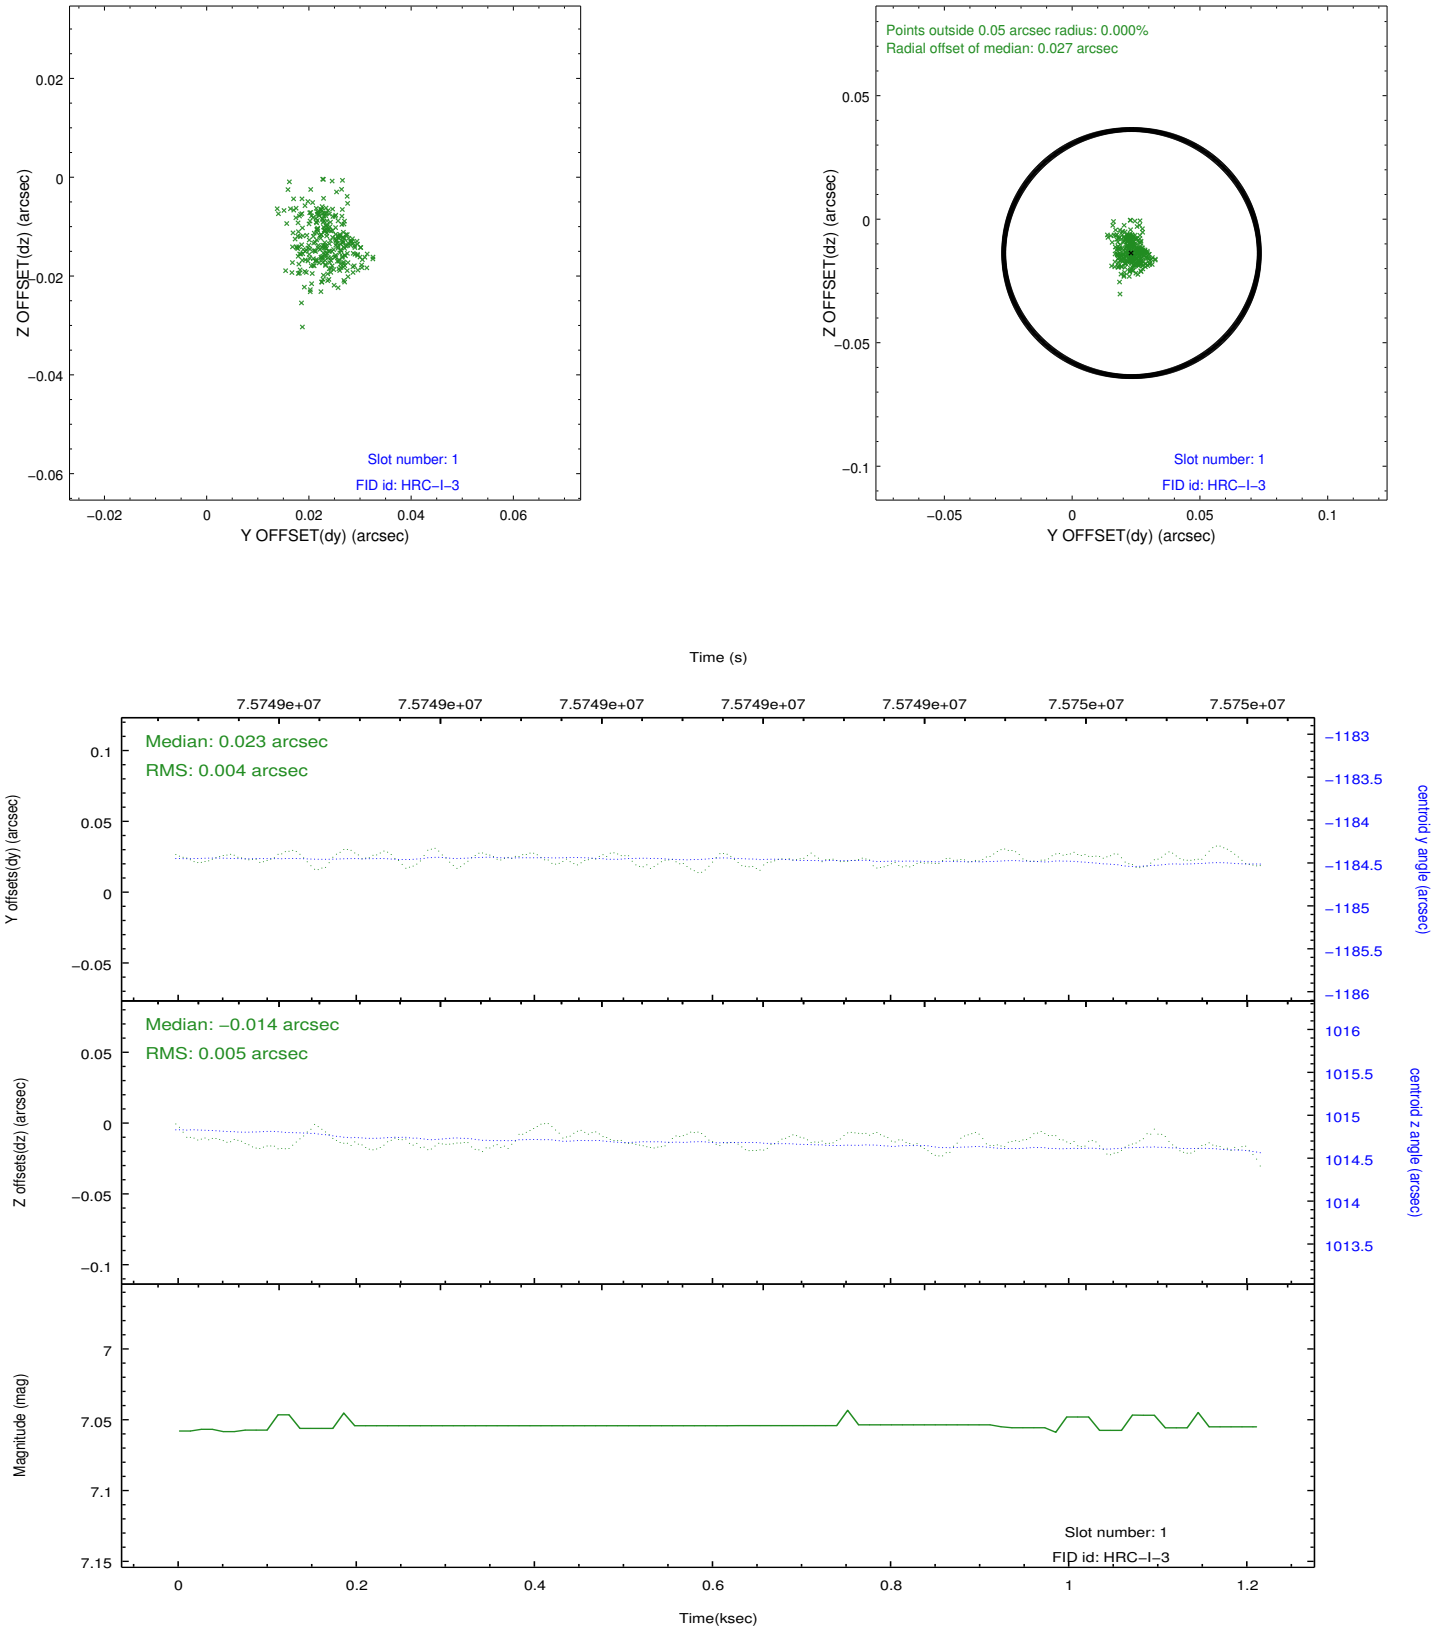 0.02
0
−0.02
−0.04
−0.06
Z OFFSET(dz) (arcsec)
Slot number: 1
FID id: HRC−I−3
−0.02
0
0.02
0.04
0.06
Y OFFSET(dy) (arcsec)
Points outside 0.05 arcsec radius: 0.000%
Radial offset of median: 0.027 arcsec
0.05
0
−0.05
−0.1
Z OFFSET(dz) (arcsec)
Slot number: 1
FID id: HRC−I−3
−0.05
0
0.05
0.1
Y OFFSET(dy) (arcsec)
Time (s)
7.5749e+07
7.5749e+07
7.5749e+07
7.5749e+07
7.5749e+07
7.575e+07
7.575e+07
Median: 0.023 arcsec
RMS: 0.004 arcsec
0.1
0.05
0
−0.05
Y offsets(dy) (arcsec)
−1183
−1183.5
−1184
−1184.5
−1185
−1185.5
−1186
centroid y angle (arcsec)
Median: −0.014 arcsec
RMS: 0.005 arcsec
0.05
0
−0.05
−0.1
Z offsets(dz) (arcsec)
1016
1015.5
1015
1014.5
1014
1013.5
centroid z angle (arcsec)
7
7.05
7.1
7.15
Magnitude (mag)
Slot number: 1
FID id: HRC−I−3
0
0.2
0.4
0.6
0.8
1
1.2
Time(ksec)